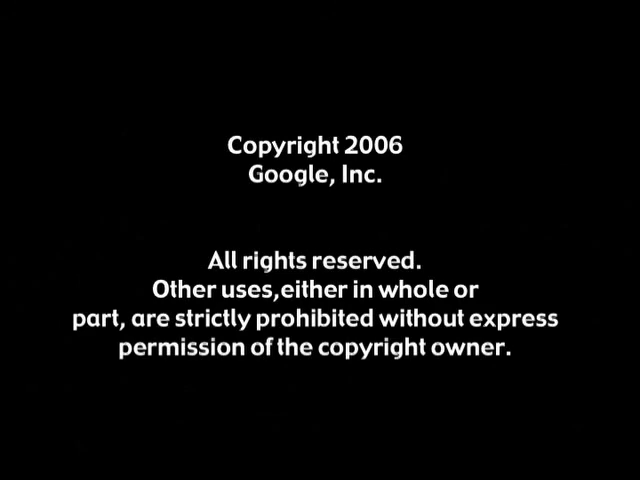 Copyright 2006
Google, Inc.
All rights reserved.
Other uses,either in whole or
part, are strictly prohibited without express
permission of the copyright owner.